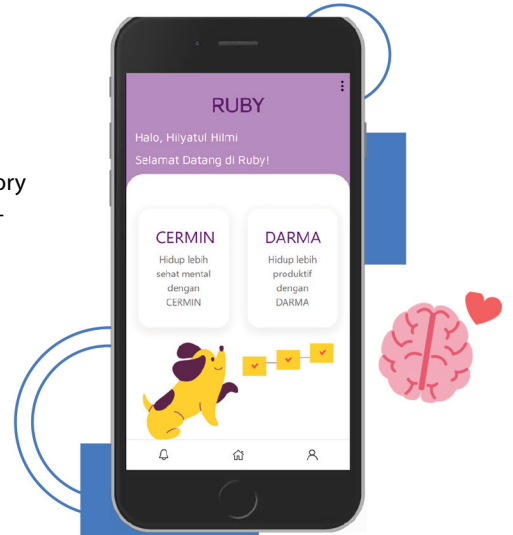 RUBY
Halo, Hilyatul Hilmi
Selamat Datang di Ruby!
CERMIN
Hidup lebih
sehat mental
dengan
CERMIN
DARMA
Hidup lebih
produktif
dengan
DARMA